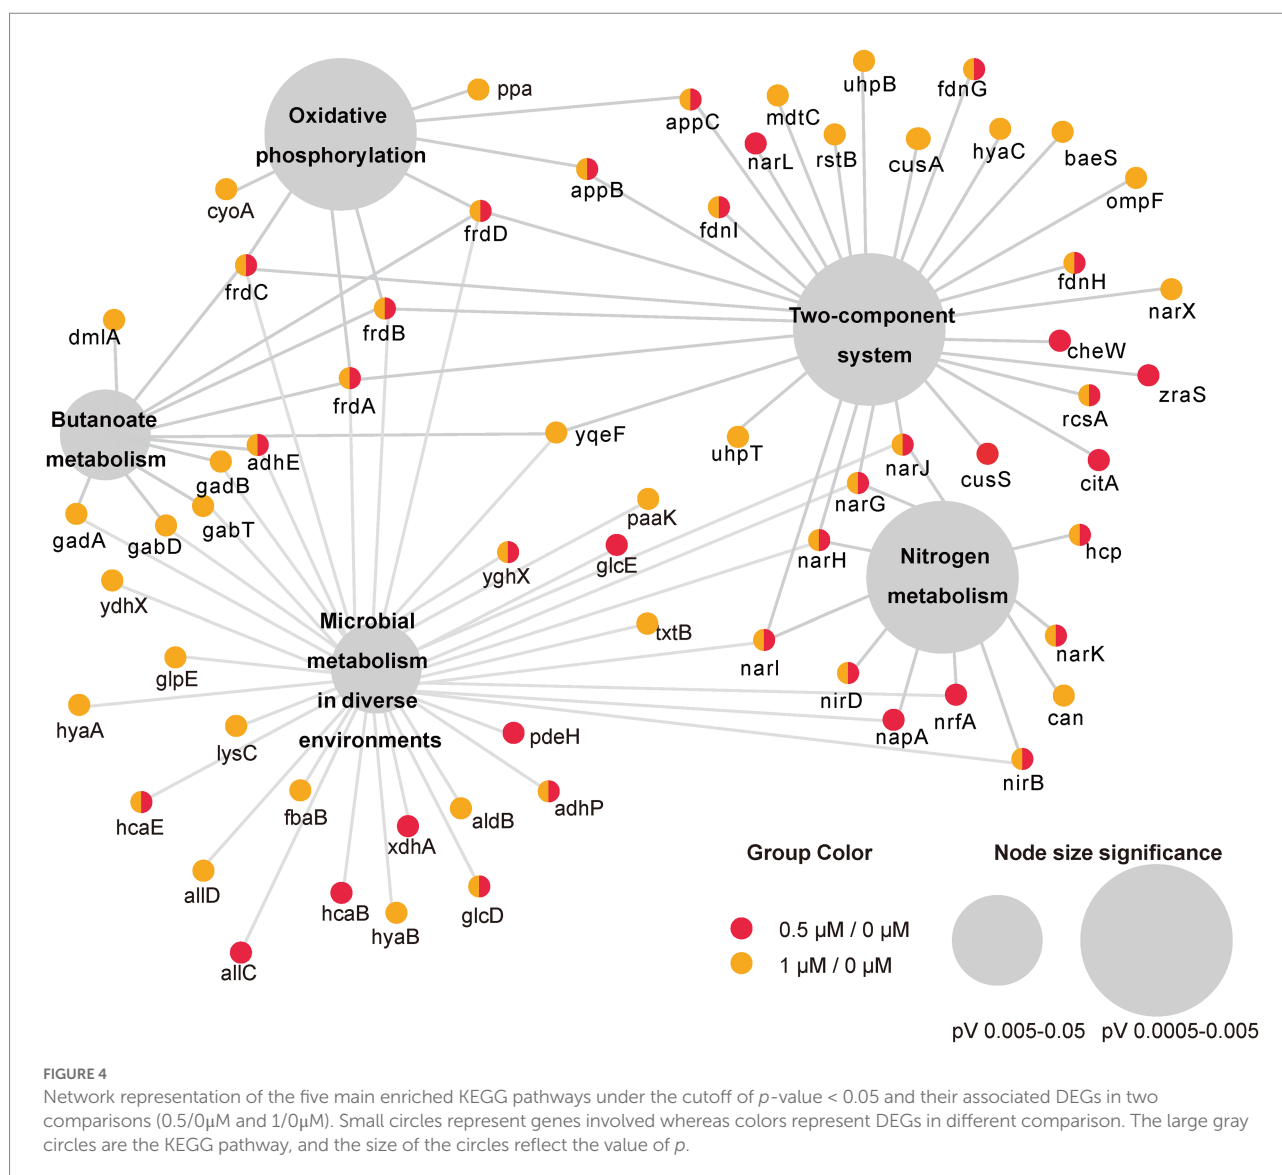 ppa
uhpB
fdnG
appC
mdtC
Oxidative
phosphorylation
narL
rstB
cusA
hyaC
baeS
appB
ompF
cyoA
frdD
fdnI
frdC
fdnH
narX
dmlA
frdB
Two-component
system
cheW
zraS
frdA
rcsA
Butanoate
metabolism
yqeF
uhpT
adhE
gadB
narJ
cusS
citA
gadA
gabD
gabT
paaK
narG
yghX
glcE
narH
Nitrogen
metabolism
hcp
ydhX
Microbial
metabolism
in diverse
environments
txtB
narI
narK
glpE
nirD
nrfA
can
hyaA
lysC
pdeH
napA
nirB
hcaE
fbaB
aldB
adhP
xdhA
allD
hcaB
hyaB
glcD
allC
Group Color
0.5 µM / 0 µM
1 µM / 0 µM
Node size significance
pV 0.005-0.05
pV 0.0005-0.005
FIGURE 4
Network representation of the five main enriched KEGG pathways under the cutoff of p-value < 0.05 and their associated DEGs in two
comparisons (0.5/0µM and 1/0µM). Small circles represent genes involved whereas colors represent DEGs in different comparison. The large gray
circles are the KEGG pathway, and the size of the circles reflect the value of p.